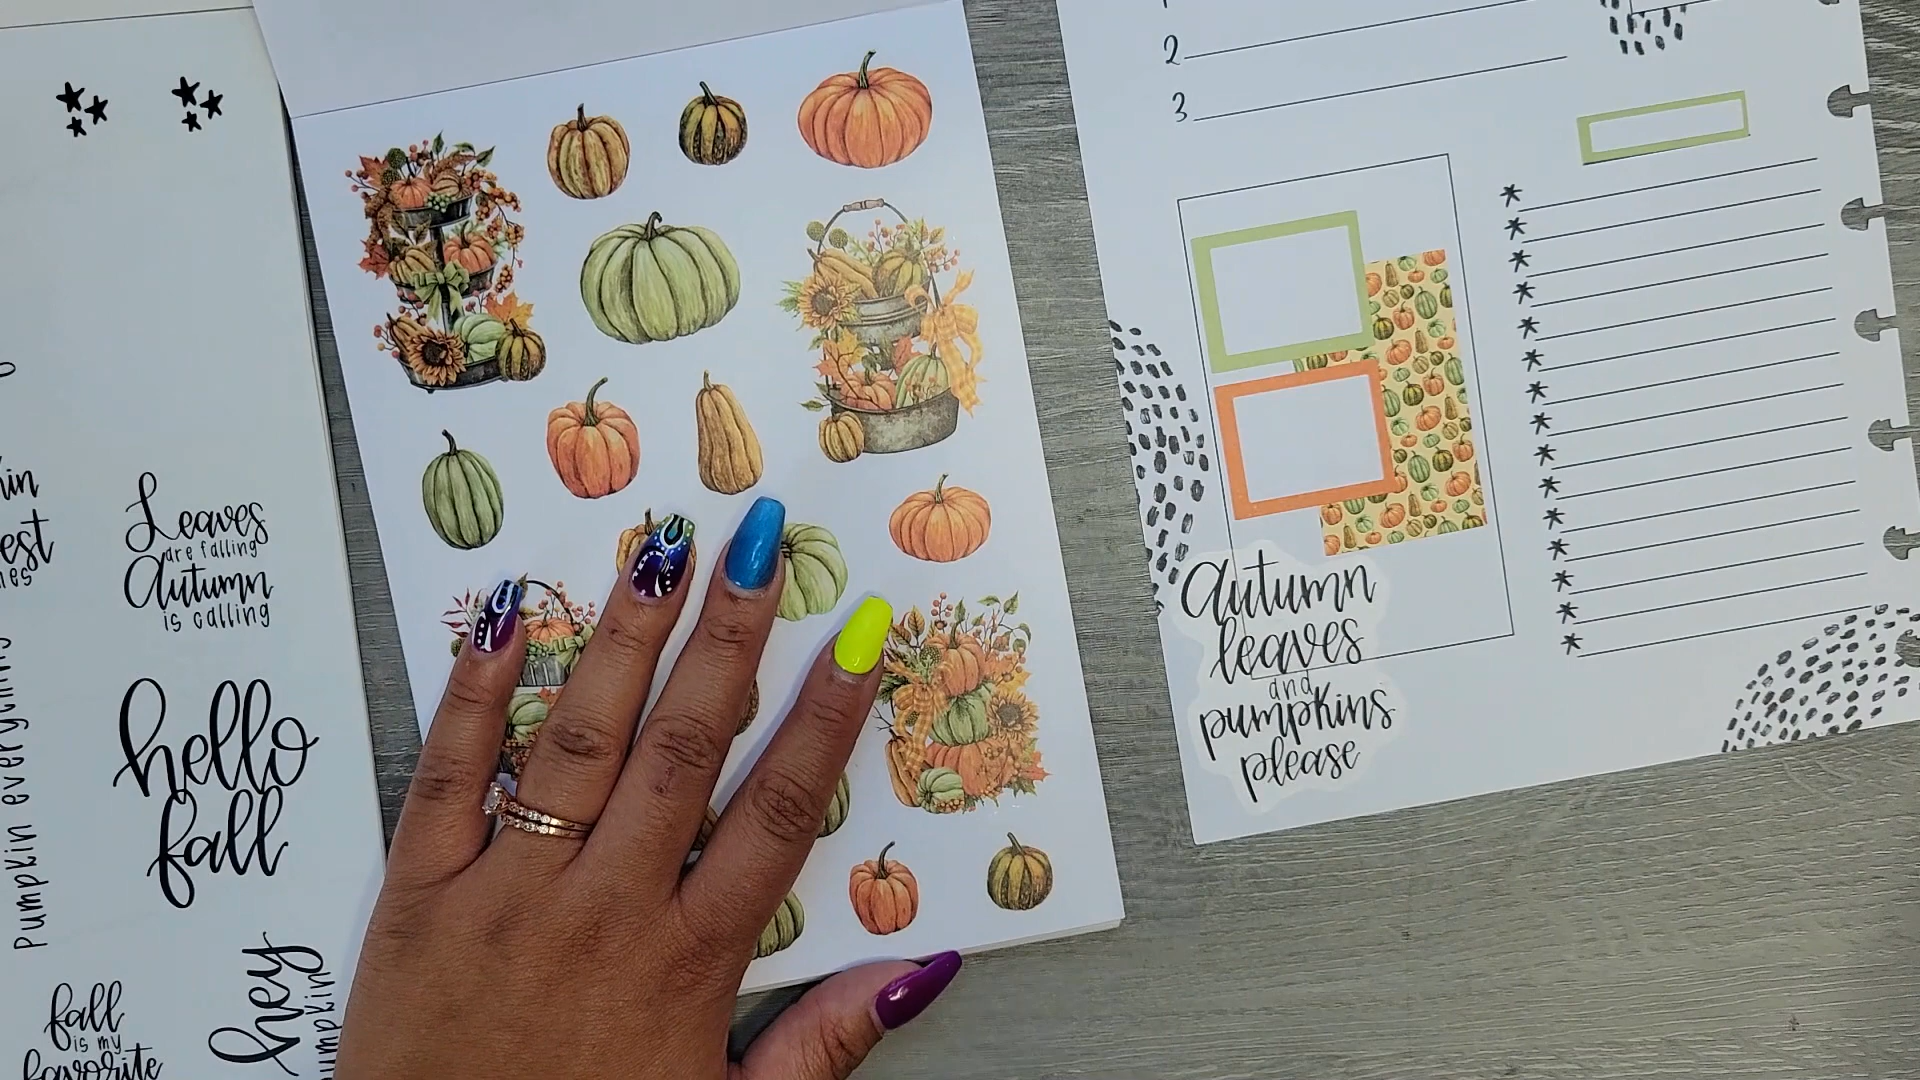 Leaves
are falling
Autumn
is calling
hello
fall
pumpkin everything
hey
pumpkin
fall
is my
favorite
2
3
Autumn
leaves
and
pumpkins
please